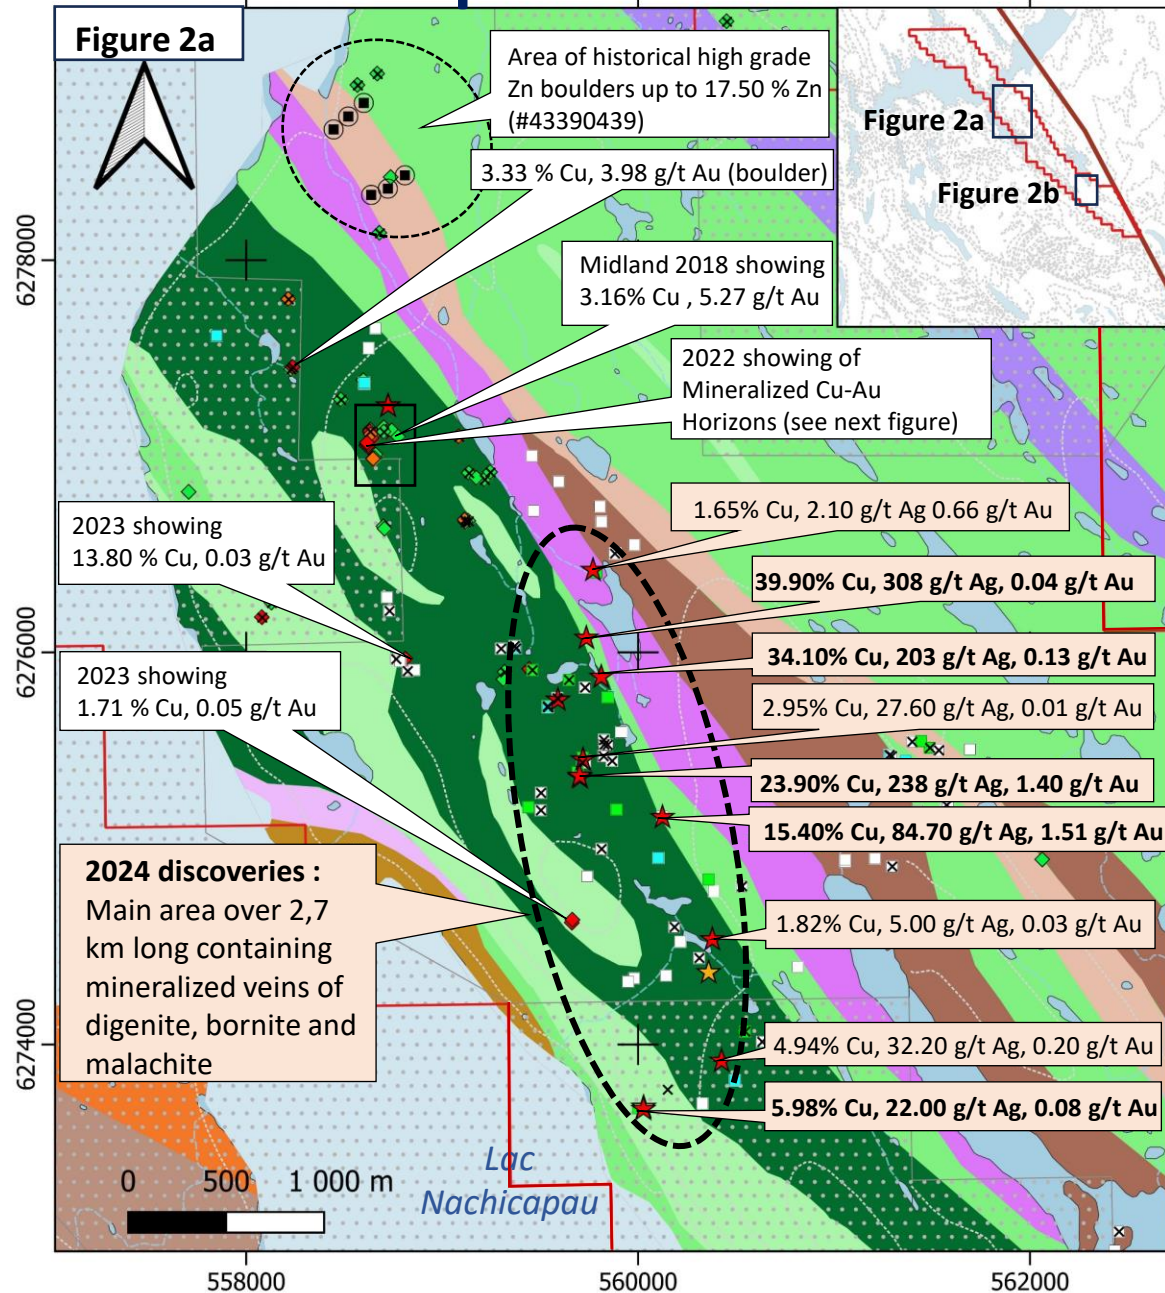 Figure 2a
Area of historical high grade
Zn boulders up to 17.50 % Zn
(#43390439)
3.33 % Cu, 3.98 g/t Au (boulder)
Figure 2a
Figure 2b
Midland 2018 showing
3.16% Cu , 5.27 g/t Au
2022 showing of
Mineralized Cu-Au
Horizons (see next figure)
2023 showing
13.80 % Cu, 0.03 g/t Au
1.65% Cu, 2.10 g/t Ag 0.66 g/t Au
39.90% Cu, 308 g/t Ag, 0.04 g/t Au
34.10% Cu, 203 g/t Ag, 0.13 g/t Au
2023 showing
1.71 % Cu, 0.05 g/t Au
2.95% Cu, 27.60 g/t Ag, 0.01 g/t Au
23.90% Cu, 238 g/t Ag, 1.40 g/t Au
15.40% Cu, 84.70 g/t Ag, 1.51 g/t Au
2024 discoveries :
Main area over 2,7
km long containing
mineralized veins of
digenite, bornite and
malachite
1.82% Cu, 5.00 g/t Ag, 0.03 g/t Au
4.94% Cu, 32.20 g/t Ag, 0.20 g/t Au
5.98% Cu, 22.00 g/t Ag, 0.08 g/t Au
Lac
Nachicapau
0 500 1 000 m
6278000
6276000
6274000
558000 560000 562000